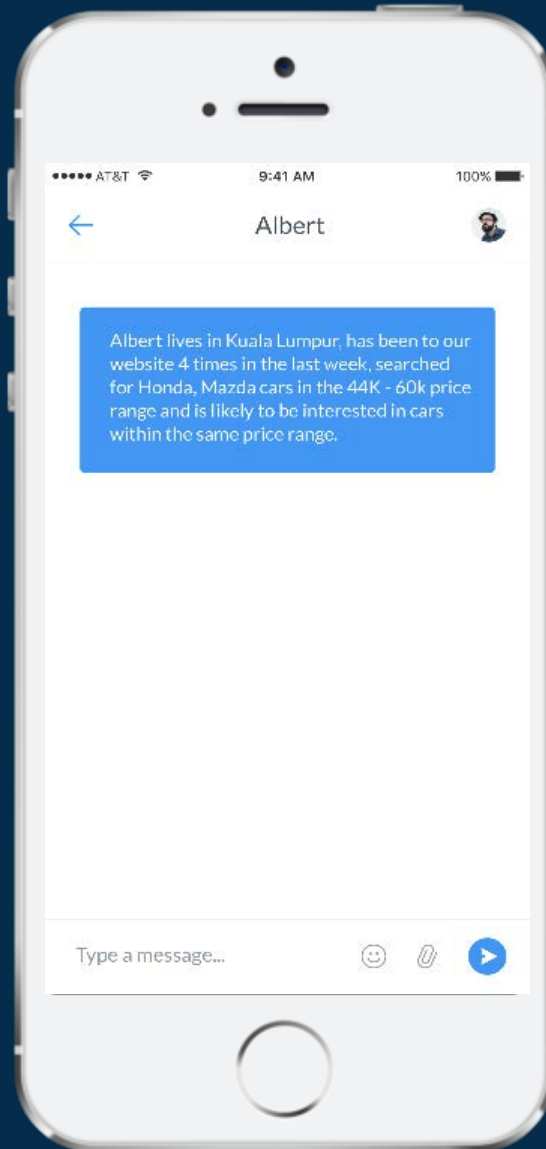 AT&T 9:41 AM 100%
Albert
Albert lives in Kuala Lumpur, has been to our
website 4 times in the last week, searched
for Honda, Mazda cars in the 44K - 60k price
range and is likely to be interested in cars
within the same price range.
Type a message...